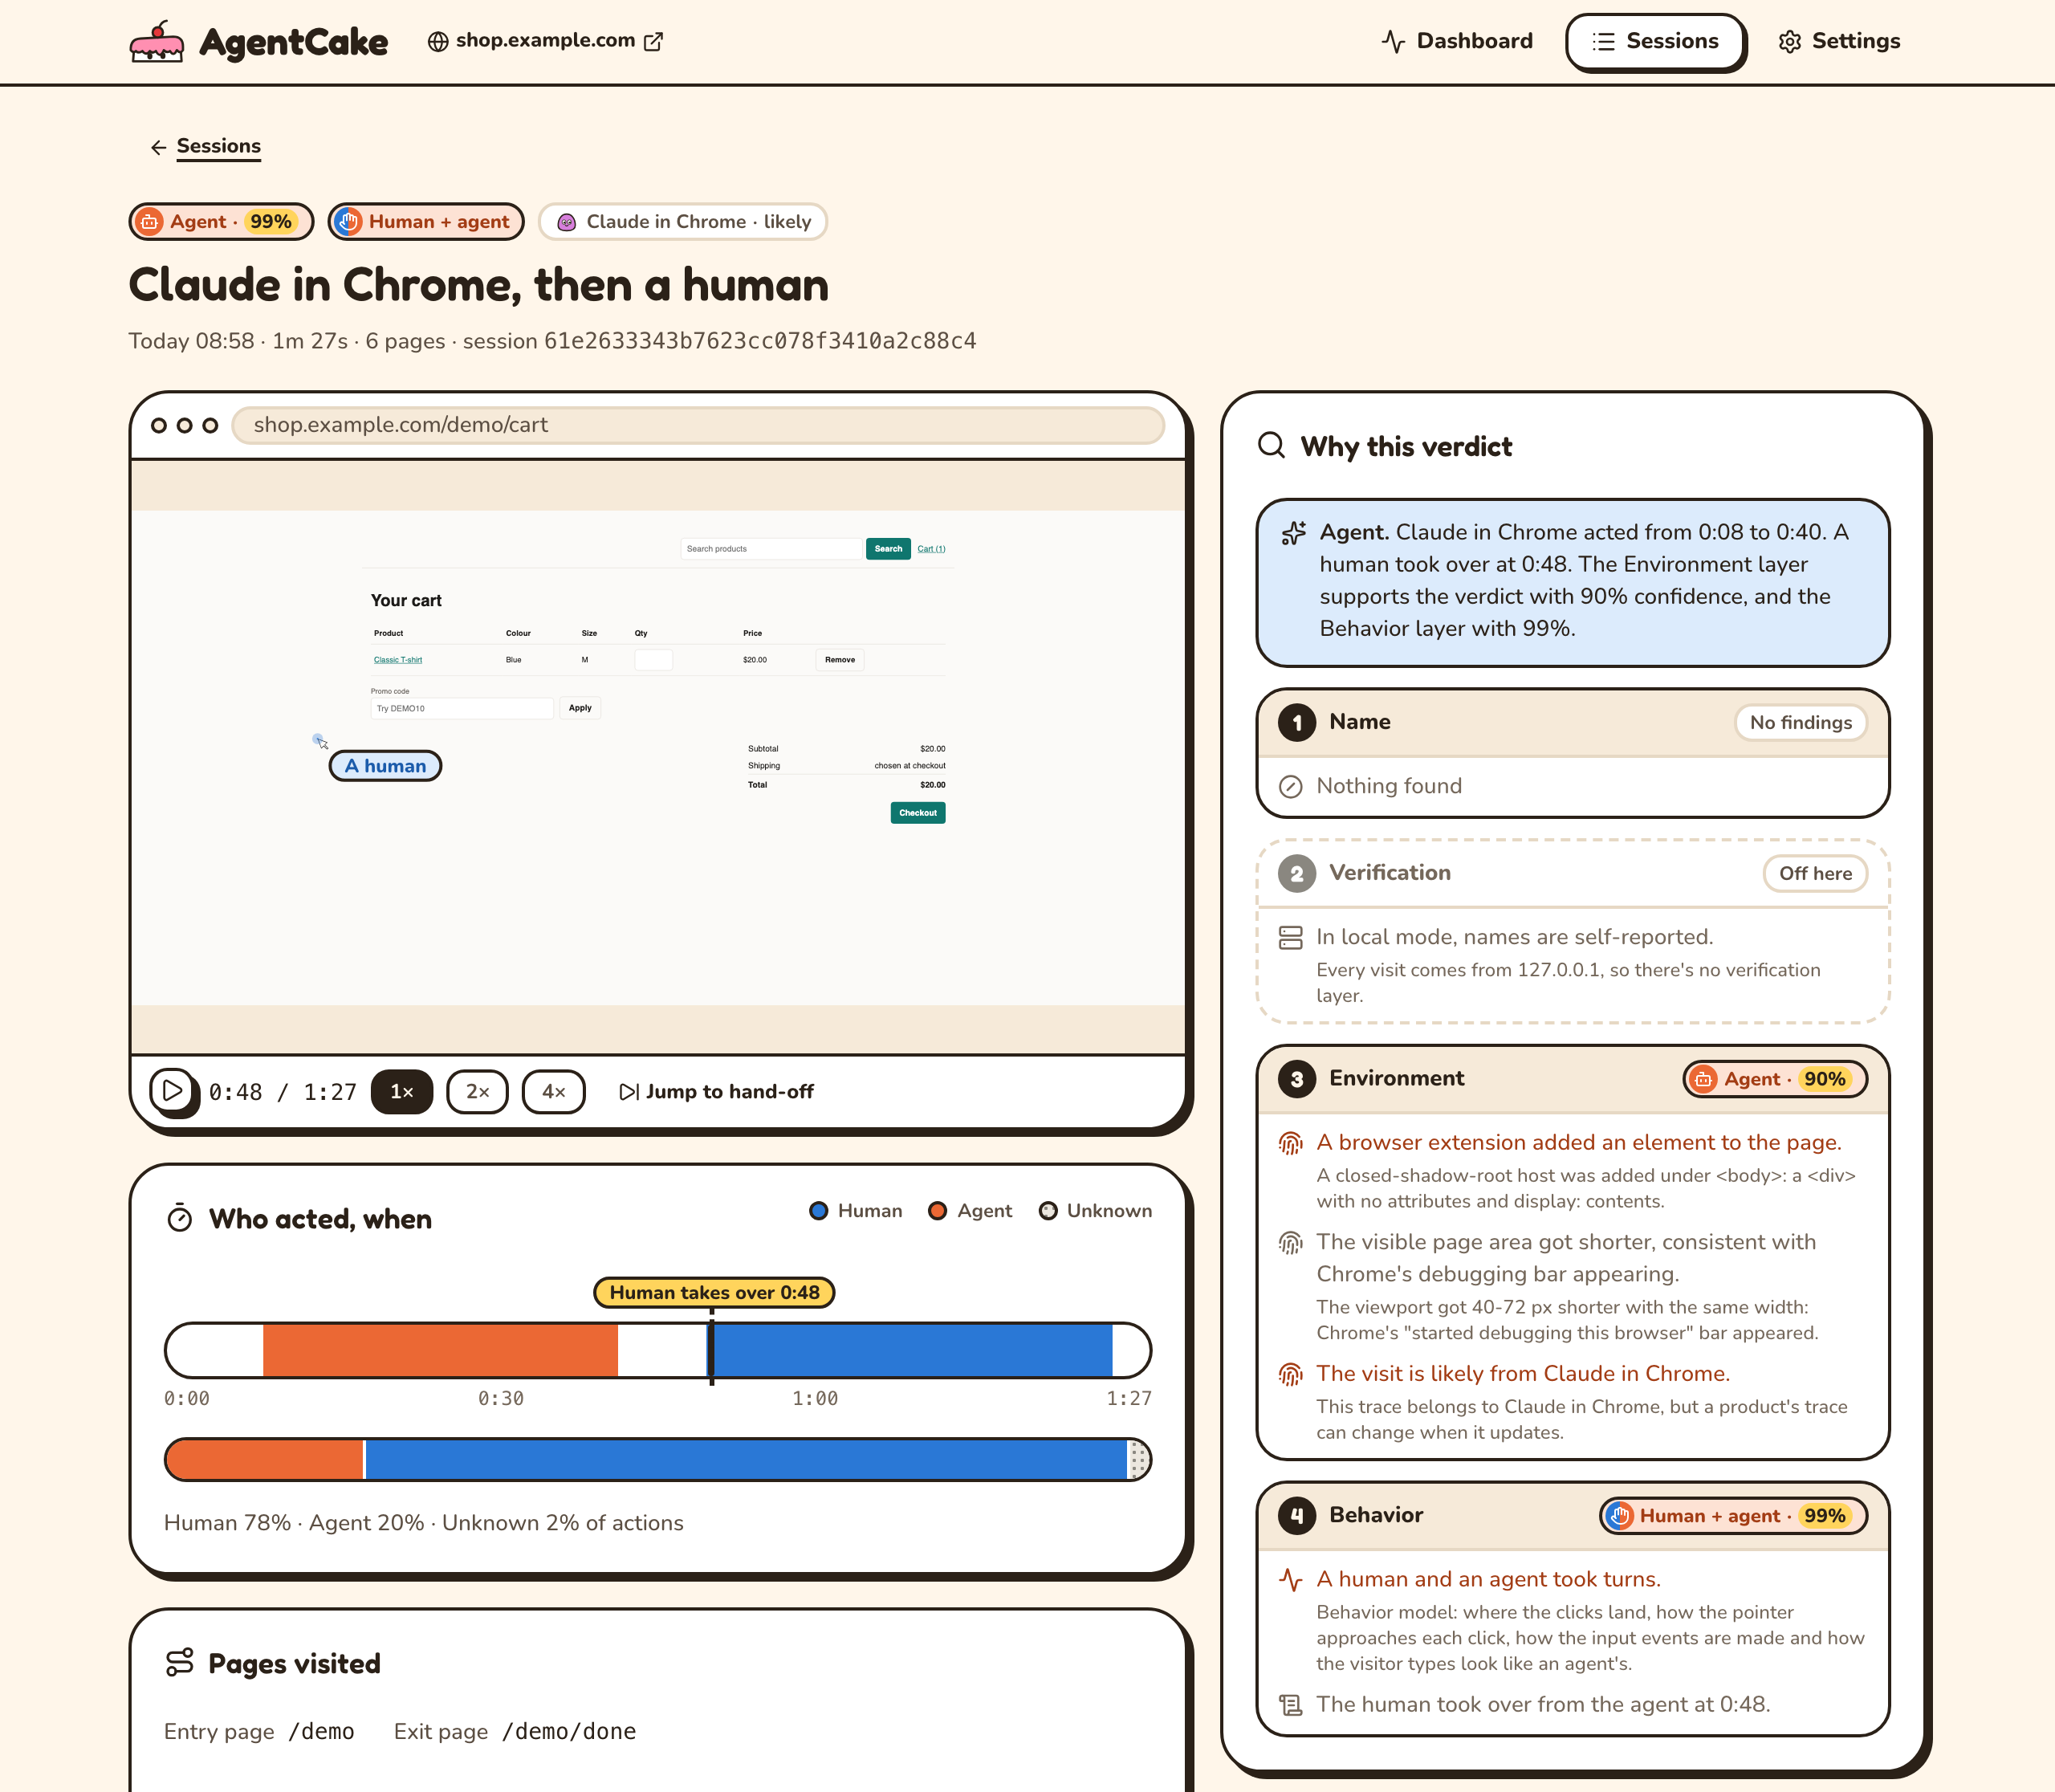 AgentCake
shop.example.com
Dashboard
Sessions
Settings
Sessions
Agent · 99%
Human + agent
Claude in Chrome · likely
Claude in Chrome, then a human
Today 08:58 · 1m 27s · 6 pages · session 61e2633343b7623cc078f3410a2c88c4
shop.example.com/demo/cart
Search products
Search
Cart (1)
Your cart
Product Colour Size Qty Price
Classic T-shirt Blue M $20.00 Remove
Promo code
Try DEMO10 Apply
A human
Subtotal $20.00
Shipping chosen at checkout
Total $20.00
Checkout
0:48 / 1:27 1× 2× 4× Jump to hand-off
Who acted, when
Human Agent Unknown
Human takes over 0:48
0:00 0:30 1:00 1:27
Human 78% · Agent 20% · Unknown 2% of actions
Pages visited
Entry page /demo Exit page /demo/done
Why this verdict
Agent. Claude in Chrome acted from 0:08 to 0:40. A
human took over at 0:48. The Environment layer
supports the verdict with 90% confidence, and the
Behavior layer with 99%.
1 Name No findings
Nothing found
2 Verification Off here
In local mode, names are self-reported.
Every visit comes from 127.0.0.1, so there's no verification
layer.
3 Environment Agent · 90%
A browser extension added an element to the page.
A closed-shadow-root host was added under <body>: a <div>
with no attributes and display: contents.
The visible page area got shorter, consistent with
Chrome's debugging bar appearing.
The viewport got 40-72 px shorter with the same width:
Chrome's "started debugging this browser" bar appeared.
The visit is likely from Claude in Chrome.
This trace belongs to Claude in Chrome, but a product's trace
can change when it updates.
4 Behavior Human + agent · 99%
A human and an agent took turns.
Behavior model: where the clicks land, how the pointer
approaches each click, how the input events are made and how
the visitor types look like an agent's.
The human took over from the agent at 0:48.